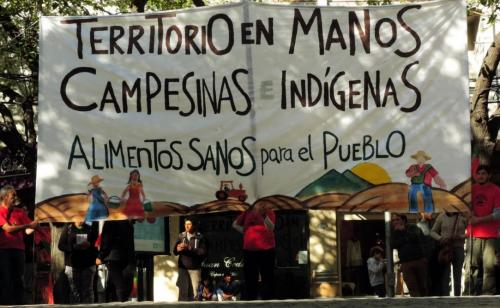 TERRITORIO EN MANOS
CAMPESINAS E INDÍGENAS
ALIMENTOS SANOS para el PUEBLO